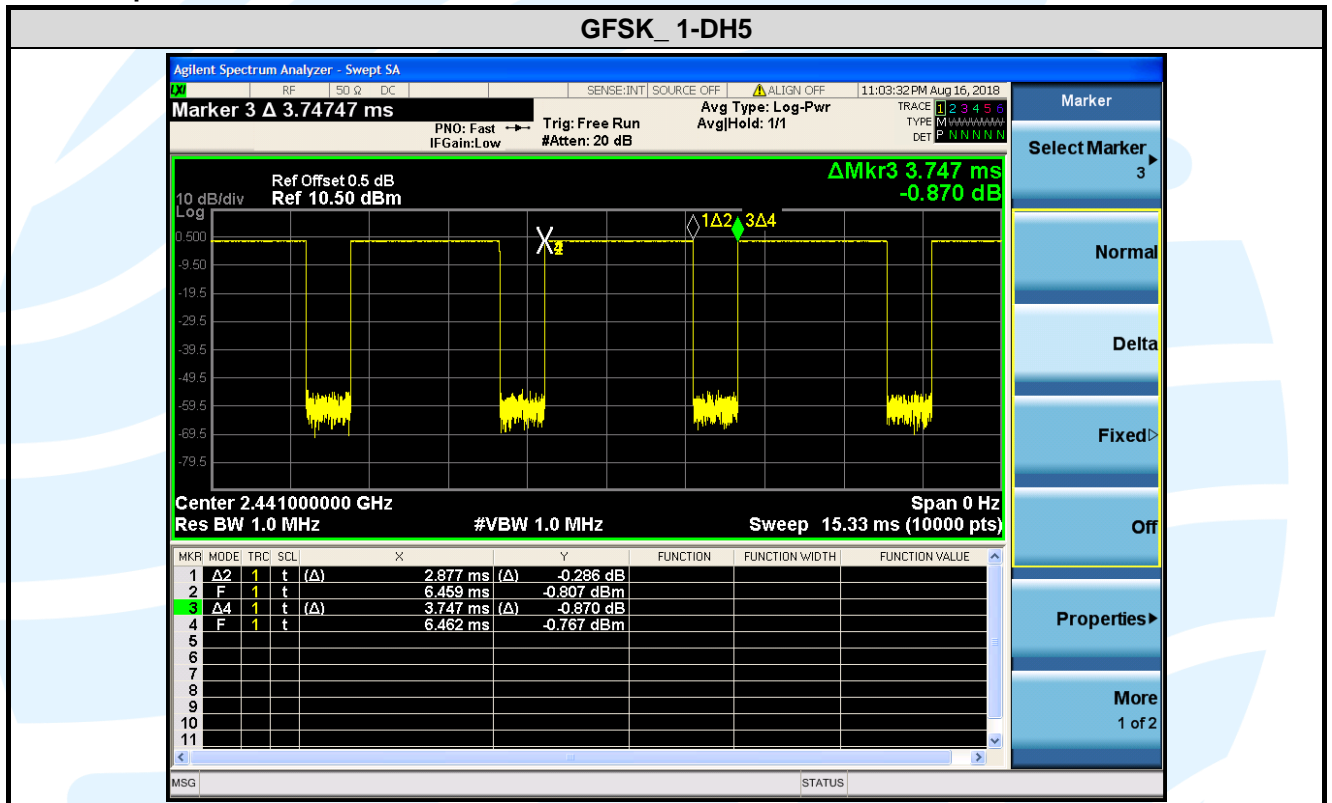 GFSK_ 1-DH5
Agilent Spectrum Analyzer - Swept SA
LXI RF 50 Ω DC SENSE:INT SOURCE OFF ALIGN OFF 11:03:32 PM Aug 16, 2018
Marker 3 Δ 3.74747 ms
PNO: Fast
IFGain:Low
Trig: Free Run
#Atten: 20 dB
Avg Type: Log-Pwr
Avg|Hold: 1/1
TRACE 1 2 3 4 5 6
TYPE M WWWWW
DET P N N N N N
Marker
Select Marker
3
Normal
Delta
Fixed
Off
Properties
More
1 of 2
ΔMkr3 3.747 ms
-0.870 dB
Ref Offset 0.5 dB
10 dB/div Ref 10.50 dBm
Log
1Δ2 3Δ4
0.500
-9.50
-19.5
-29.5
-39.5
-49.5
-59.5
-69.5
-79.5
Center 2.441000000 GHz Span 0 Hz
Res BW 1.0 MHz #VBW 1.0 MHz Sweep 15.33 ms (10000 pts)
MKR MODE TRC SCL X Y FUNCTION FUNCTION WIDTH FUNCTION VALUE
1 Δ2 1 t (Δ) 2.877 ms (Δ) -0.286 dB
2 F 1 t 6.459 ms -0.807 dBm
3 Δ4 1 t (Δ) 3.747 ms (Δ) -0.870 dB
4 F 1 t 6.462 ms -0.767 dBm
5
6
7
8
9
10
11
MSG STATUS